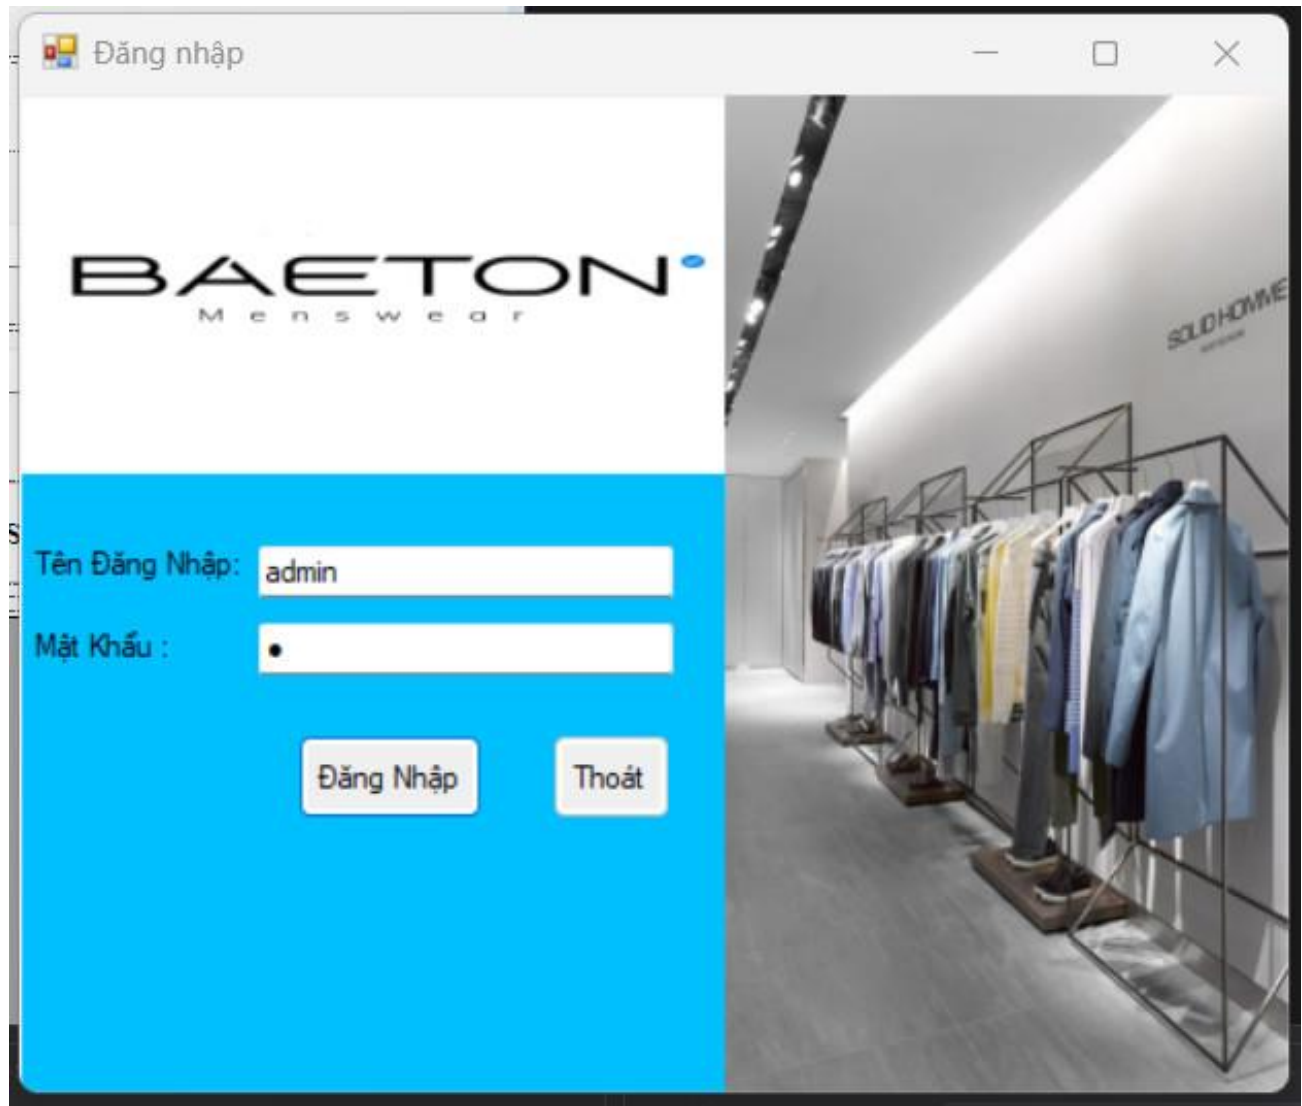 Đăng nhập
BAETON
Menswear
SOLID HOMME
Tên Đăng Nhập:
admin
Mật Khẩu :
●
Đăng Nhập
Thoát